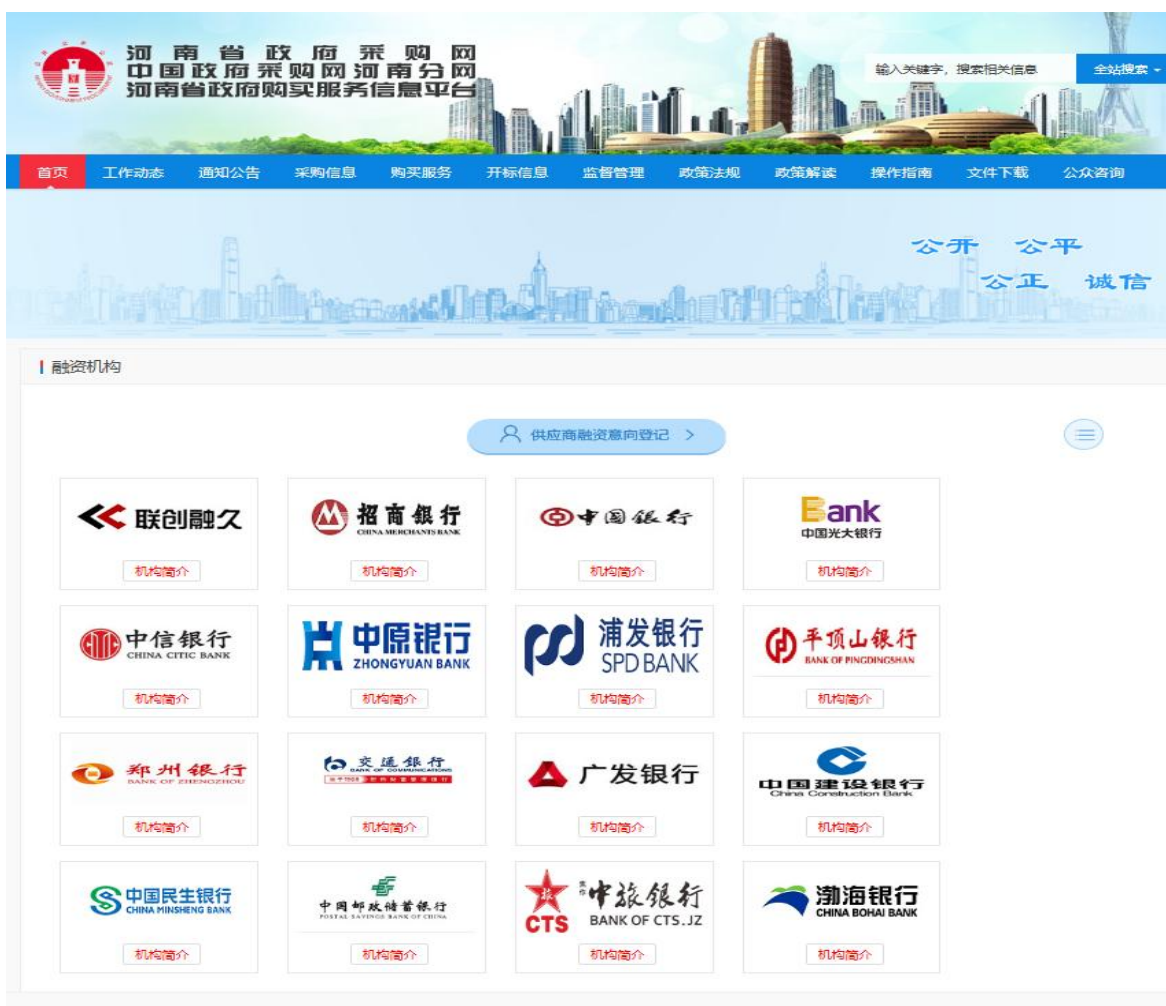 河南省政府采购网
中国政府采购网河南分网
河南省政府购买服务信息平台
输入关键字，搜索相关信息 全站搜索
首页 工作动态 通知公告 采购信息 购买服务 开标信息 监督管理 政策法规 政策解读 操作指南 文件下载 公众咨询
公开 公平
公正 诚信
融资机构
供应商融资意向登记 >
联创融久 招商银行 中国银行 Bank
CHINA MERCHANTS BANK 中国光大银行
机构简介 机构简介 机构简介 机构简介
中信银行 中原银行 浦发银行 平顶山银行
CHINA CITIC BANK ZHONGYUAN BANK SPD BANK BANK OF PINGDINGSHAN
机构简介 机构简介 机构简介 机构简介
郑州银行 交通银行 广发银行 中国建设银行
BANK OF ZHENGZHOU BANK OF COMMUNICATIONS China Construction Bank
机构简介 机构简介 机构简介 机构简介
中国民生银行 中国邮政储蓄银行 焦作中旅银行 渤海银行
CHINA MINSHENG BANK POSTAL SAVINGS BANK OF CHINA CTS BANK OF CTS.JZ CHINA BOHAI BANK
机构简介 机构简介 机构简介 机构简介